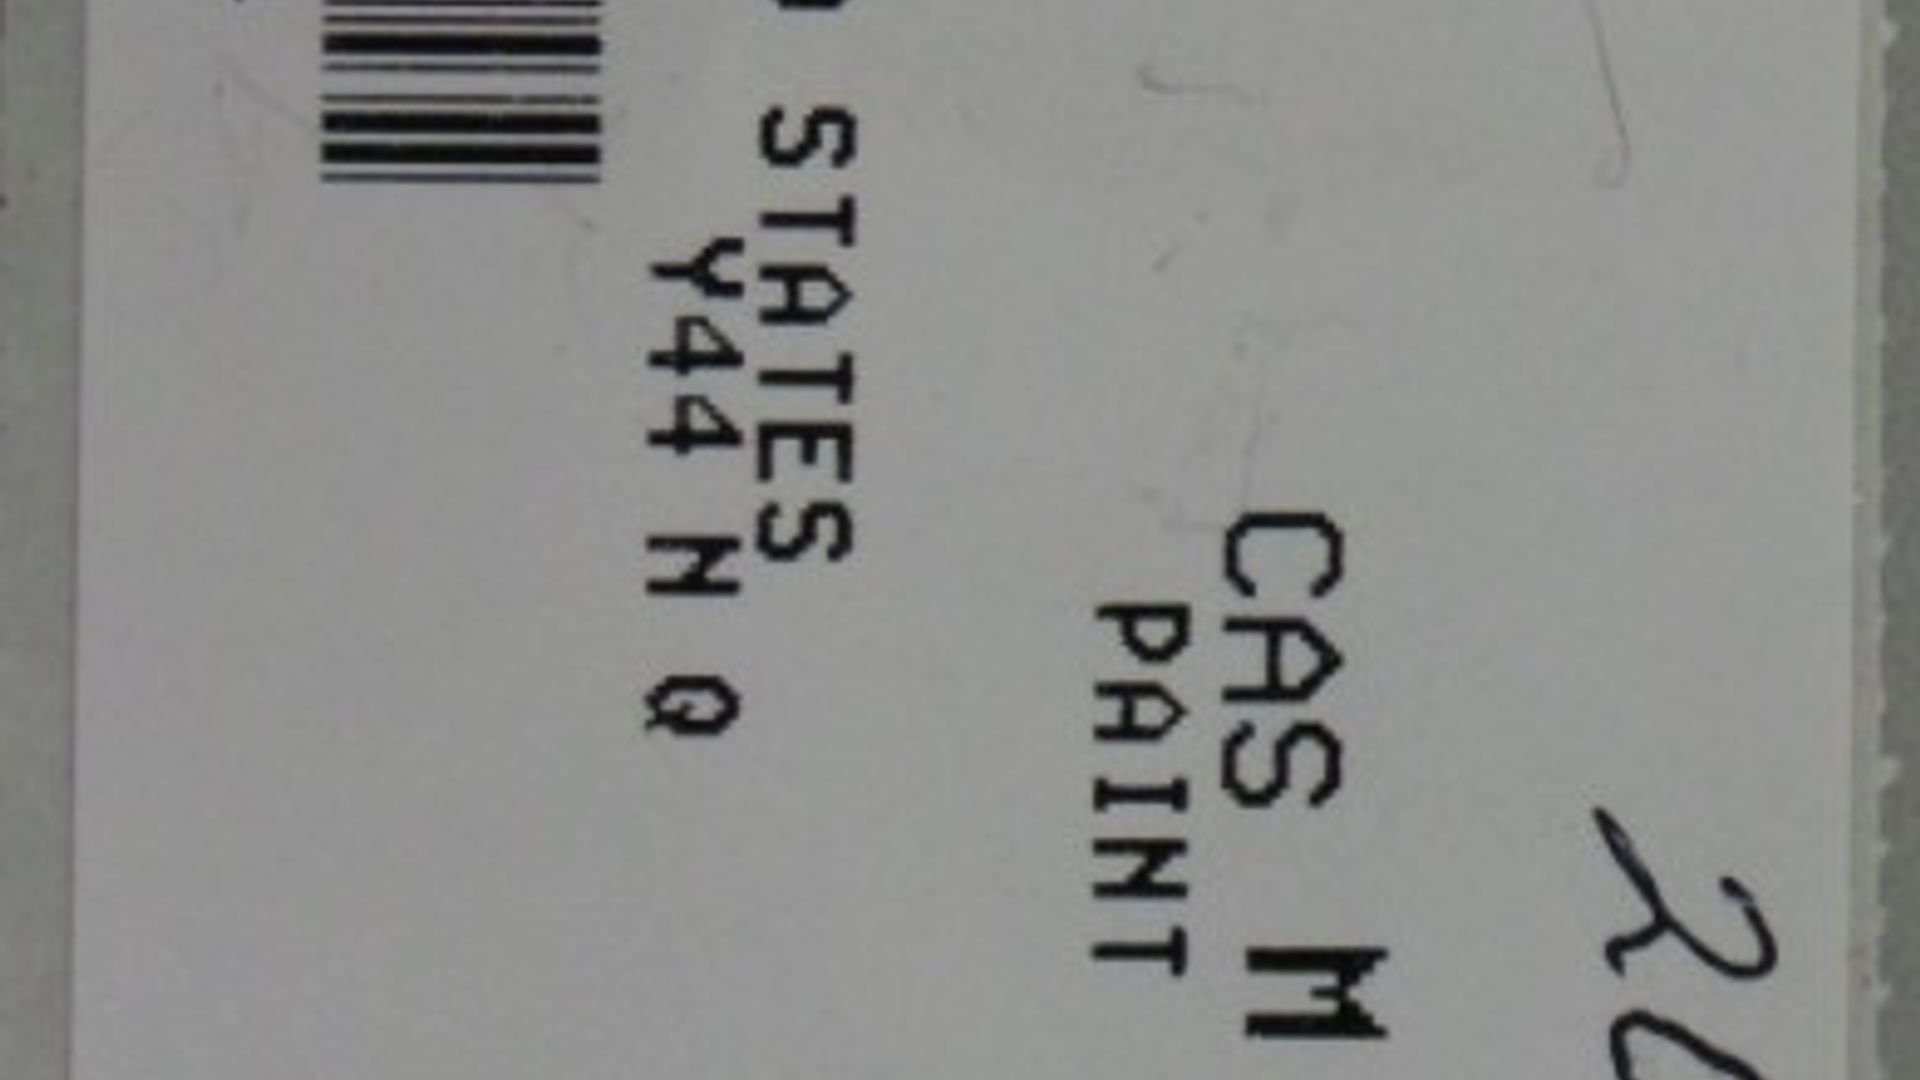 CAS M
PAINT
STATES
Y44 N Q